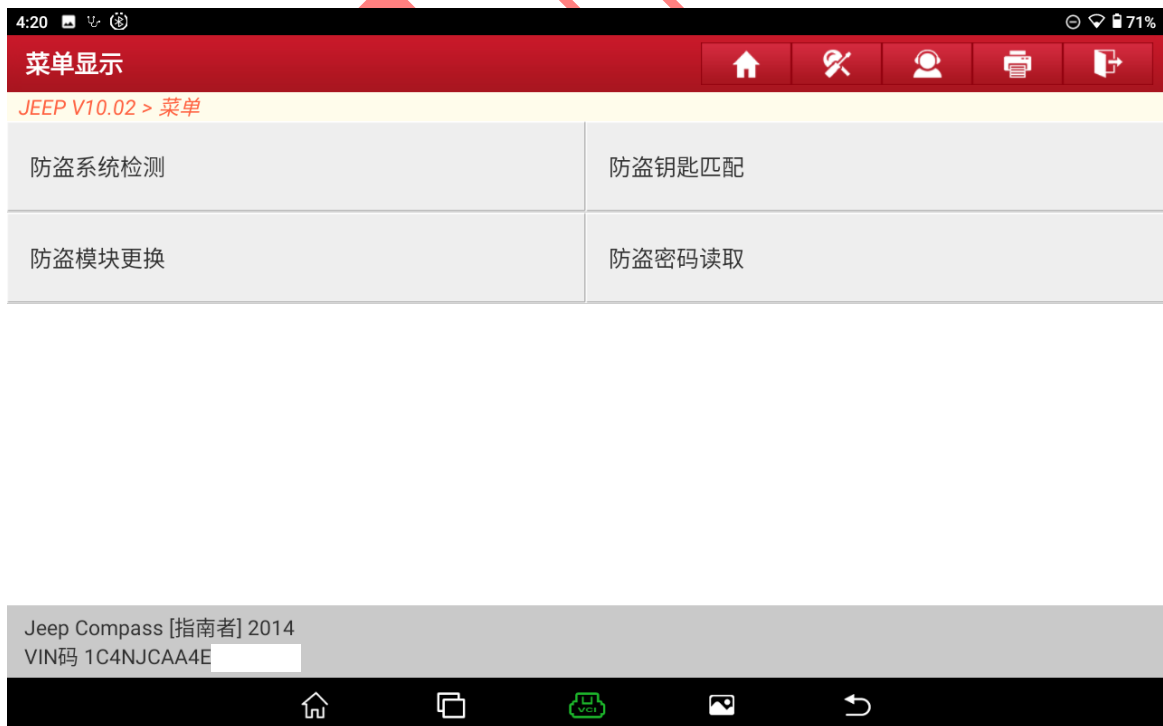 4:20 71%
菜单显示
JEEP V10.02 > 菜单
防盗系统检测 防盗钥匙匹配
防盗模块更换 防盗密码读取
Jeep Compass [指南者] 2014
VIN码 1C4NJCAA4E
VCI